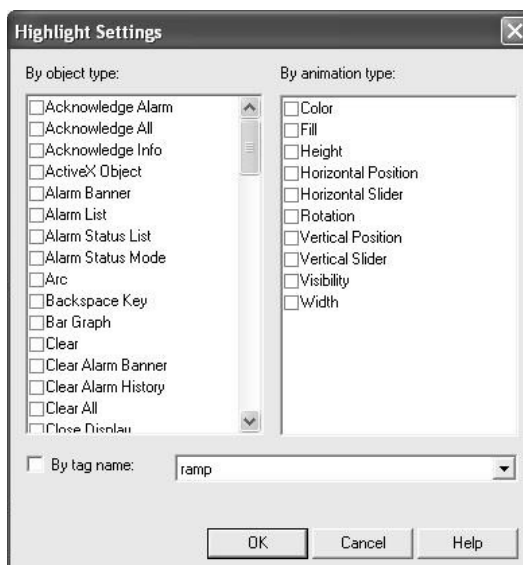 Highlight Settings
By object type:
Acknowledge Alarm
Acknowledge All
Acknowledge Info
ActiveX Object
Alarm Banner
Alarm List
Alarm Status List
Alarm Status Mode
Arc
Backspace Key
Bar Graph
Clear
Clear Alarm Banner
Clear Alarm History
Clear All
Close Display
By animation type:
Color
Fill
Height
Horizontal Position
Horizontal Slider
Rotation
Vertical Position
Vertical Slider
Visibility
Width
By tag name:
ramp
OK
Cancel
Help